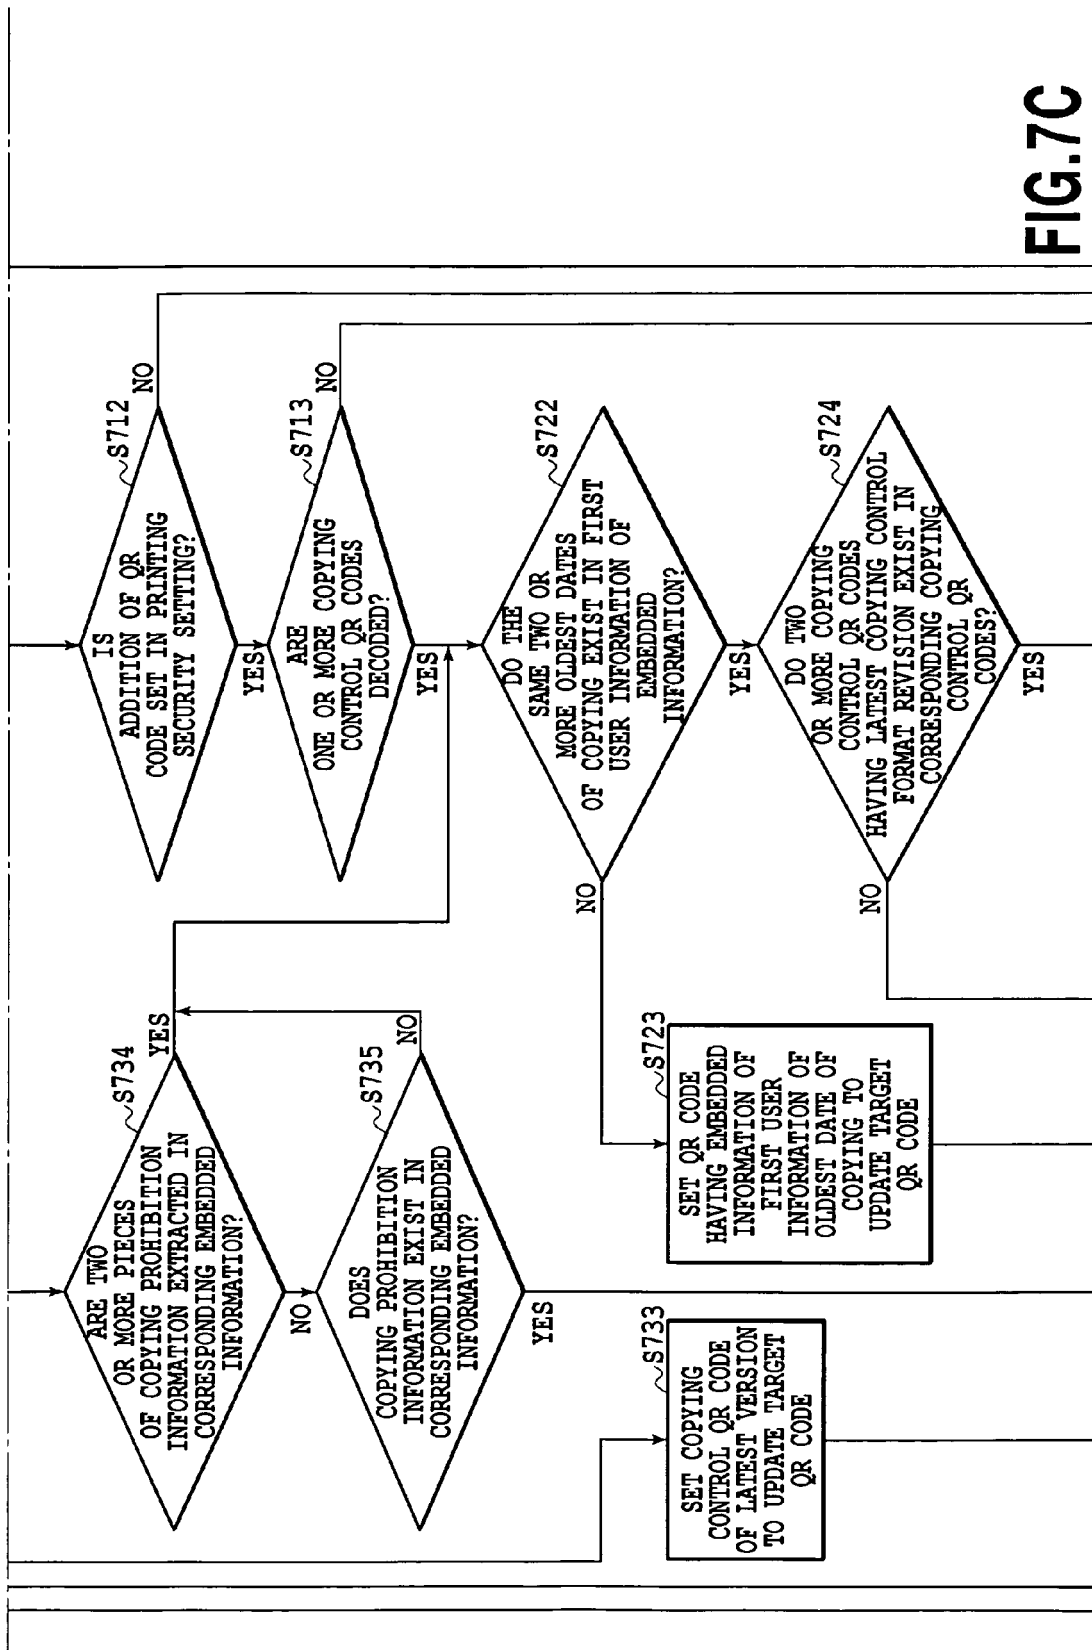 ARE TWO
OR MORE PIECES
OF COPYING PROHIBITION
INFORMATION EXTRACTED IN
CORRESPONDING EMBEDDED
INFORMATION?
S734
YES
NO
DOES
COPYING PROHIBITION
INFORMATION EXIST IN
CORRESPONDING EMBEDDED
INFORMATION?
S735
NO
YES
SET COPYING
CONTROL QR CODE
OF LATEST VERSION
TO UPDATE TARGET
QR CODE
S733
SET QR CODE
HAVING EMBEDDED
INFORMATION OF
FIRST USER
INFORMATION OF
OLDEST DATE OF
COPYING TO
UPDATE TARGET
QR CODE
S723
IS
ADDITION OF QR
CODE SET IN PRINTING
SECURITY SETTING?
S712
NO
YES
ARE
ONE OR MORE COPYING
CONTROL QR CODES
DECODED?
S713
NO
YES
DO THE
SAME TWO OR
MORE OLDEST DATES
OF COPYING EXIST IN FIRST
USER INFORMATION OF
EMBEDDED
INFORMATION?
S722
NO
YES
DO TWO
OR MORE COPYING
CONTROL QR CODES
HAVING LATEST COPYING CONTROL
FORMAT REVISION EXIST IN
CORRESPONDING COPYING
CONTROL QR
CODES?
S724
NO
YES
FIG.7C